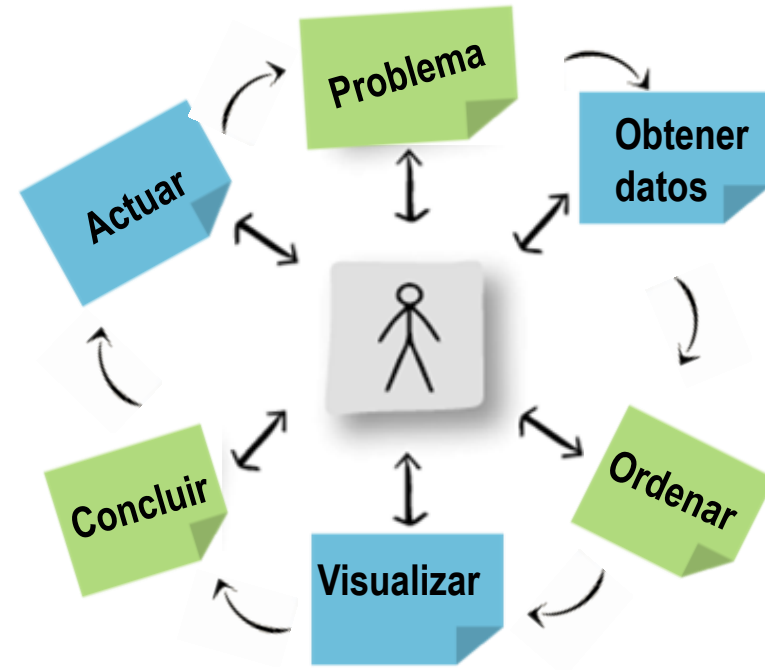 Problema
Obtener
datos
Ordenar
Visualizar
Concluir
Actuar